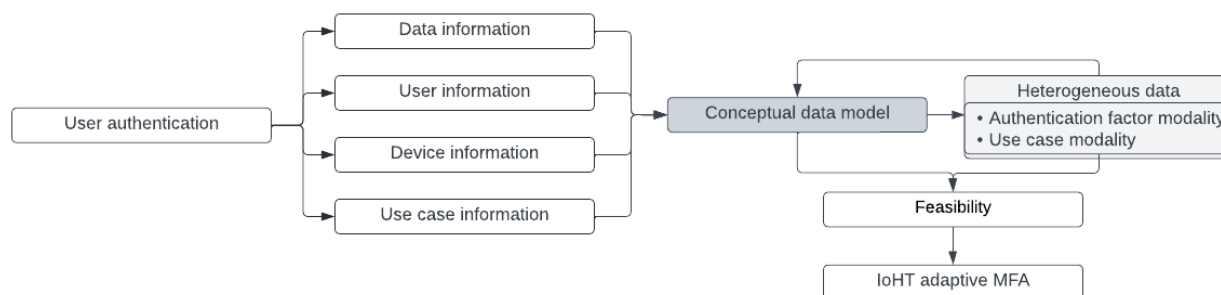 User authentication
Data information
User information
Device information
Use case information
Conceptual data model
Heterogeneous data
• Authentication factor modality
• Use case modality
Feasibility
IoHT adaptive MFA